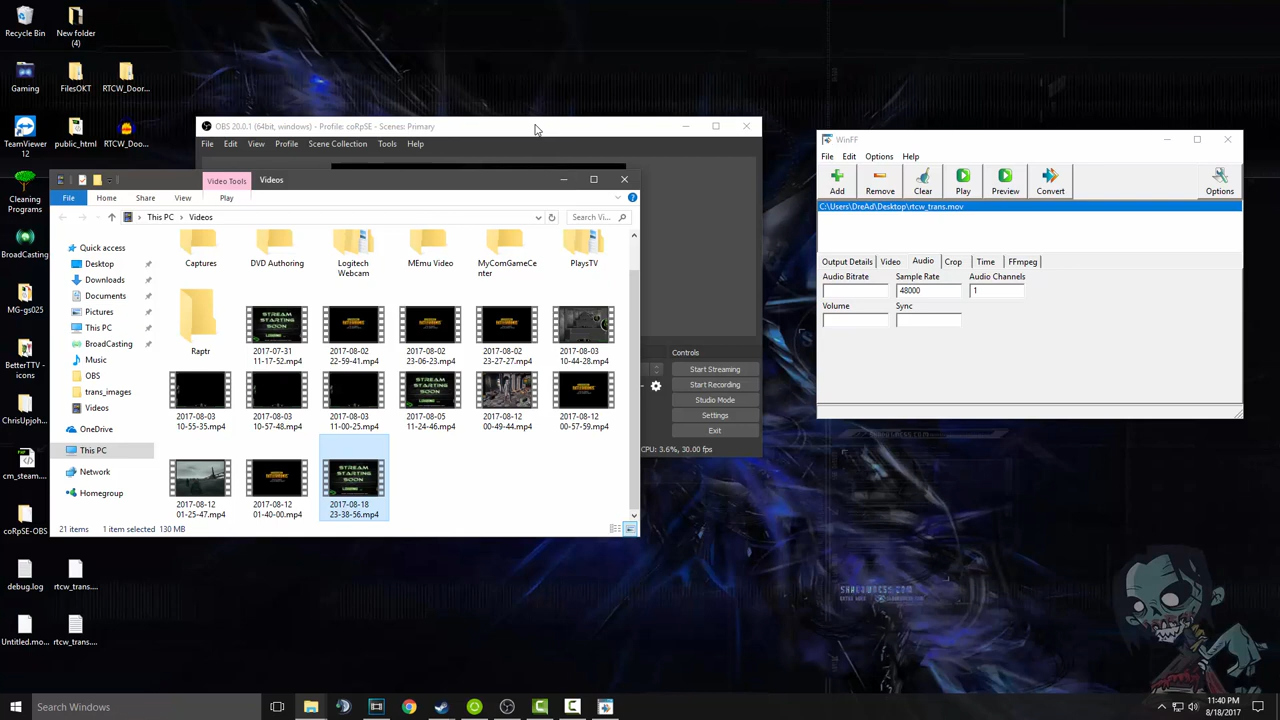 Recycle Bin
New folder (4)
Gaming
FilesOKT
RTCW_Door...
TeamViewer 12
public_html
RTCW_Doo...
Cleaning Programs
BroadCasting
MG-gs025
BetterTTV - icons
ChrisUpjoh...
cm_steam...
coRpSE-OBS
debug.log
rtcw_trans....
Untitled.mo...
rtcw_trans....
OBS 20.0.1 (64bit, windows) - Profile: coRpSE - Scenes: Primary
File Edit View Profile Scene Collection Tools Help
Video Tools Videos
File Home Share View Play
This PC Videos
Search Vi...
Quick access
Desktop
Downloads
Documents
Pictures
This PC
BroadCasting
Music
OBS
trans_images
Videos
OneDrive
This PC
Network
Homegroup
Captures
DVD Authoring
Logitech Webcam
MEmu Video
MyComGameCenter
PlaysTV
Raptr
STREAM STARTING SOON
2017-07-31 11-17-52.mp4
2017-08-02 22-59-41.mp4
2017-08-02 23-06-23.mp4
2017-08-02 23-27-27.mp4
2017-08-03 10-44-28.mp4
2017-08-03 10-55-35.mp4
2017-08-03 10-57-48.mp4
2017-08-03 11-00-25.mp4
STREAM STARTING SOON
2017-08-05 11-24-46.mp4
2017-08-12 00-49-44.mp4
2017-08-12 00-57-59.mp4
2017-08-12 01-25-47.mp4
2017-08-12 01-40-00.mp4
STREAM STARTING SOON
2017-08-18 23-38-56.mp4
21 items 1 item selected 130 MB
Controls
Start Streaming
Start Recording
Studio Mode
Settings
Exit
CPU: 3.6%, 30.00 fps
WinFF
File Edit Options Help
Add Remove Clear Play Preview Convert Options
C:\Users\DreAd\Desktop\rtcw_trans.mov
Output Details Video Audio Crop Time FFmpeg
Audio Bitrate Sample Rate Audio Channels
48000 1
Volume Sync
Search Windows
11:40 PM
8/18/2017